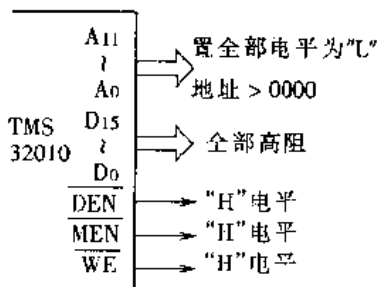 A11
≀
A0
置全部电平为"L"
地址 > 0000
TMS
32010
D15
≀
D0
全部高阻
DEN
"H"电平
MEN
"H"电平
WE
"H"电平